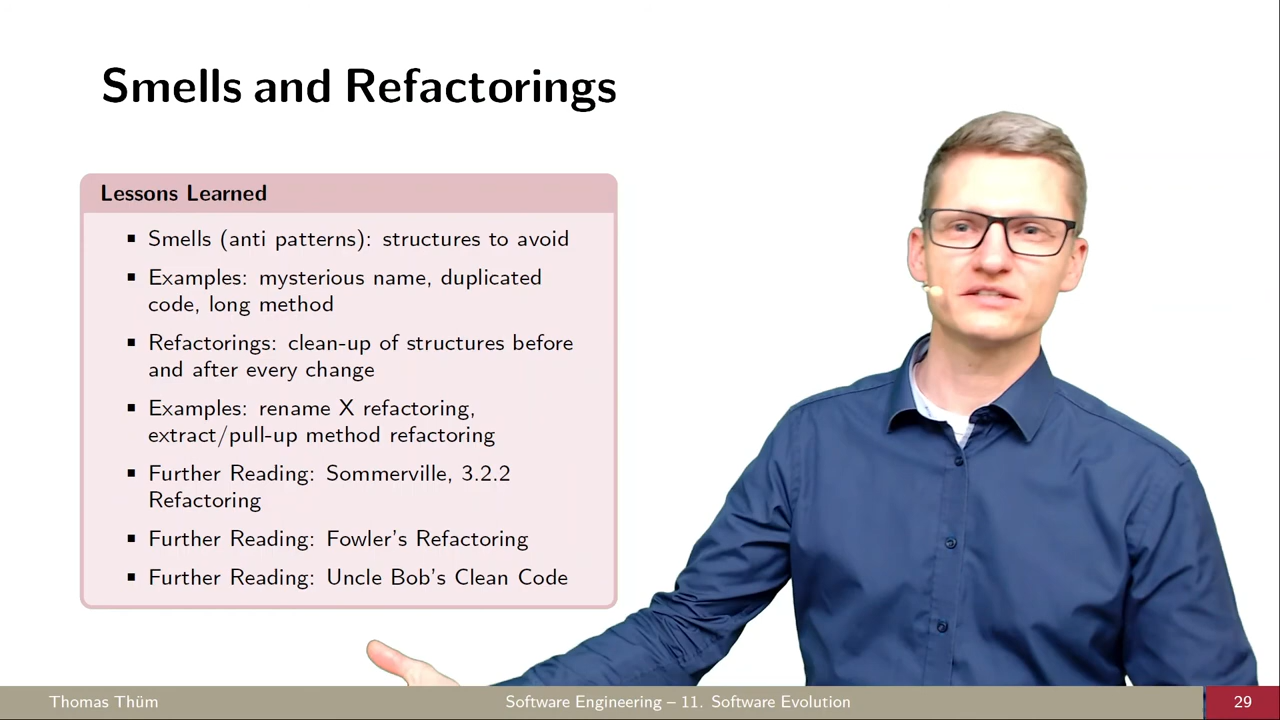 Smells and Refactorings
Lessons Learned
▪ Smells (anti patterns): structures to avoid
▪ Examples: mysterious name, duplicated
code, long method
▪ Refactorings: clean-up of structures before
and after every change
▪ Examples: rename X refactoring,
extract/pull-up method refactoring
▪ Further Reading: Sommerville, 3.2.2
Refactoring
▪ Further Reading: Fowler's Refactoring
▪ Further Reading: Uncle Bob's Clean Code
Thomas Thüm
Software Engineering – 11. Software Evolution
29